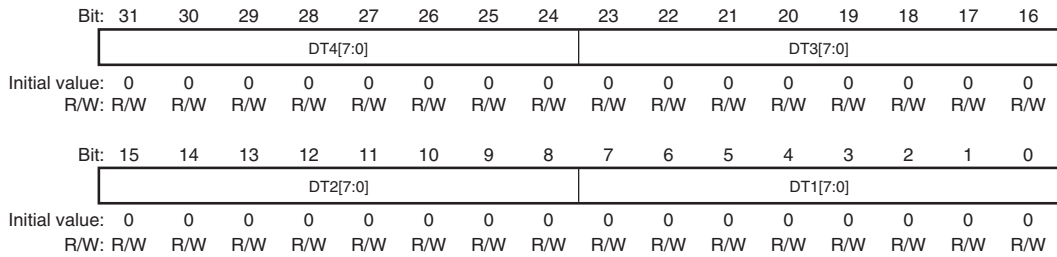 Bit: 31 30 29 28 27 26 25 24 23 22 21 20 19 18 17 16
DT4[7:0] DT3[7:0]
Initial value: 0 0 0 0 0 0 0 0 0 0 0 0 0 0 0 0
R/W: R/W R/W R/W R/W R/W R/W R/W R/W R/W R/W R/W R/W R/W R/W R/W R/W
Bit: 15 14 13 12 11 10 9 8 7 6 5 4 3 2 1 0
DT2[7:0] DT1[7:0]
Initial value: 0 0 0 0 0 0 0 0 0 0 0 0 0 0 0 0
R/W: R/W R/W R/W R/W R/W R/W R/W R/W R/W R/W R/W R/W R/W R/W R/W R/W